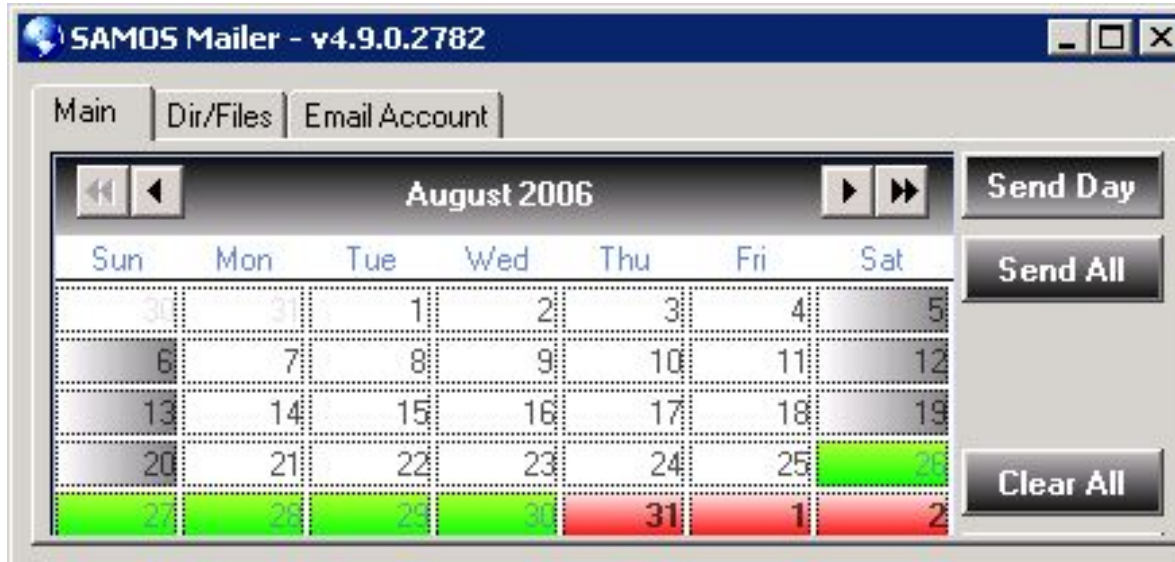 SAMOS Mailer - v4.9.0.2782
Main Dir/Files Email Account
August 2006 Send Day
Sun Mon Tue Wed Thu Fri Sat Send All
30 31 1 2 3 4 5
6 7 8 9 10 11 12
13 14 15 16 17 18 19
20 21 22 23 24 25 26 Clear All
27 28 29 30 31 1 2